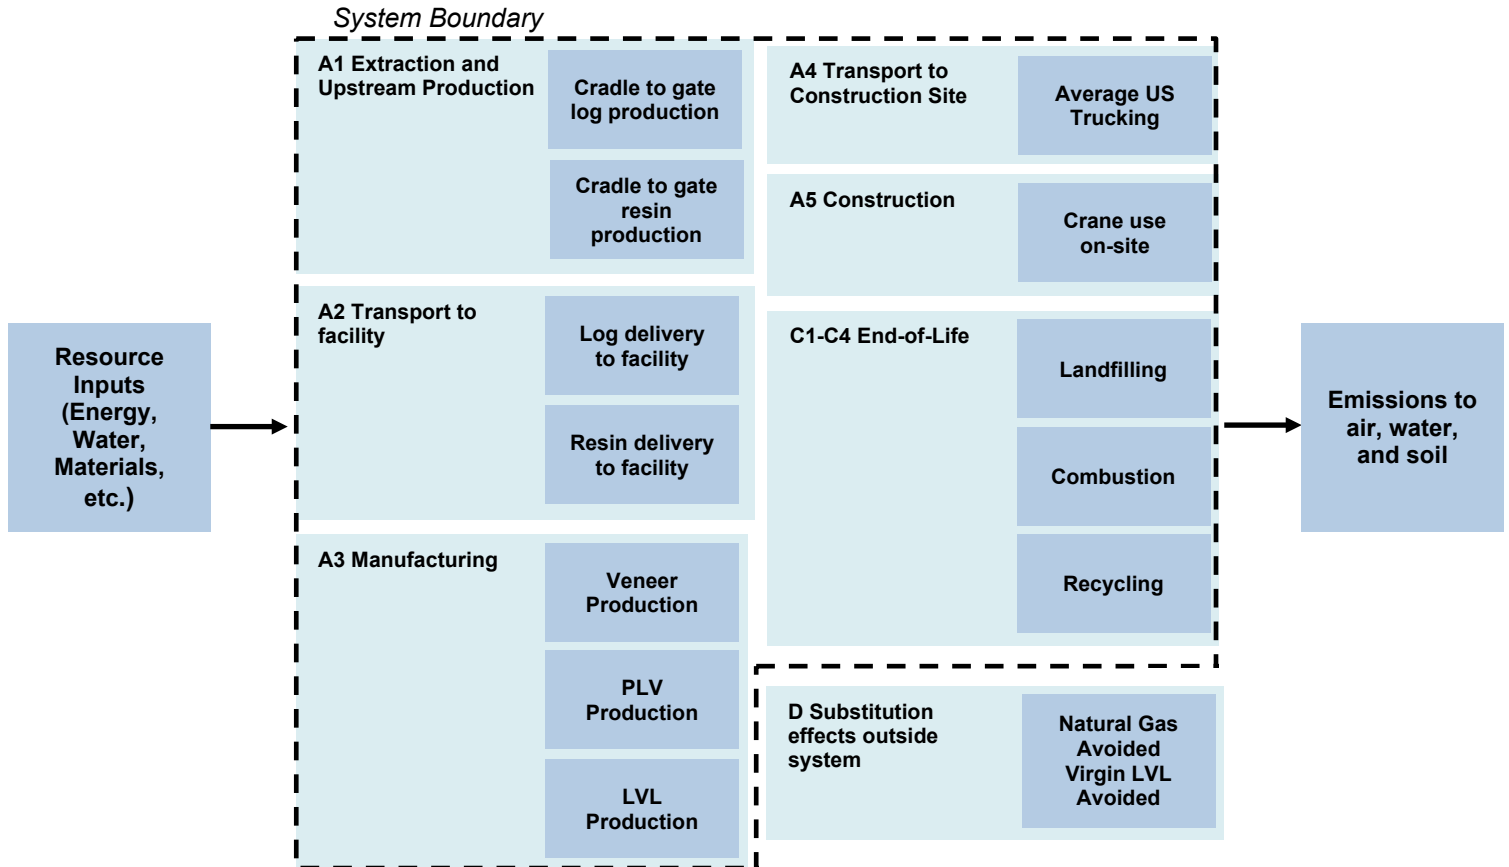 System Boundary
A1 Extraction and
Upstream Production
Cradle to gate
log production
Cradle to gate
resin
production
A2 Transport to
facility
Log delivery
to facility
Resin delivery
to facility
A3 Manufacturing
Veneer
Production
PLV
Production
LVL
Production
A4 Transport to
Construction Site
Average US
Trucking
A5 Construction
Crane use
on-site
C1-C4 End-of-Life
Landfilling
Combustion
Recycling
D Substitution
effects outside
system
Natural Gas
Avoided
Virgin LVL
Avoided
Resource
Inputs
(Energy,
Water,
Materials,
etc.)
Emissions to
air, water,
and soil